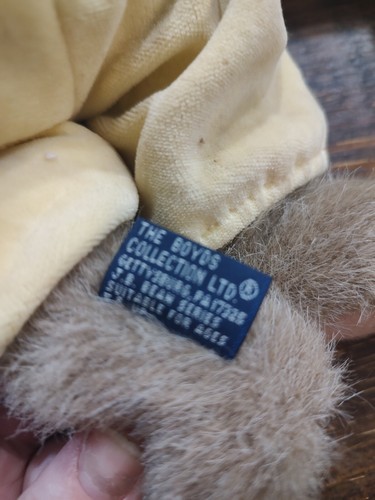 THE BOYDS
COLLECTION LTD.®
GETTYSBURG, PA 17325
J.B. BEAN SERIES
SUITABLE FOR AGES